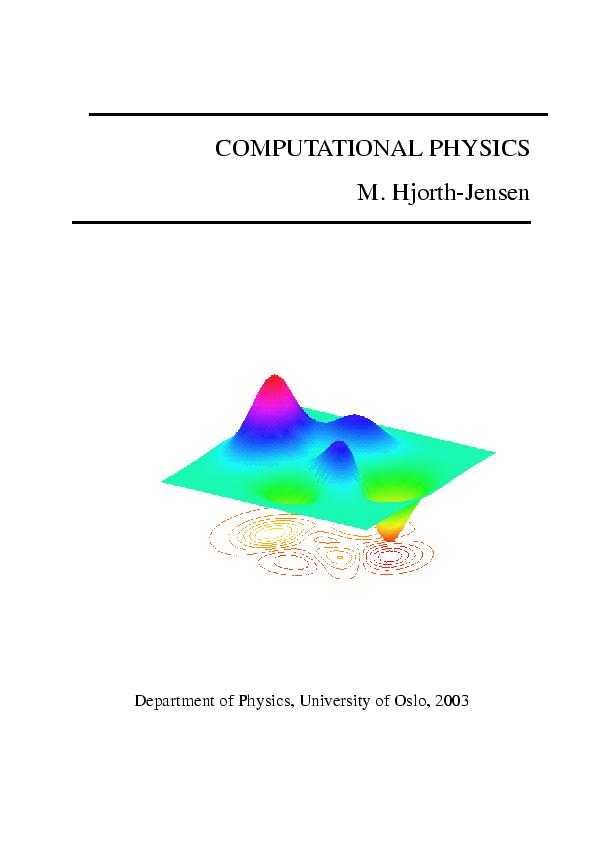 COMPUTATIONAL PHYSICS
M. Hjorth-Jensen
Department of Physics, University of Oslo, 2003